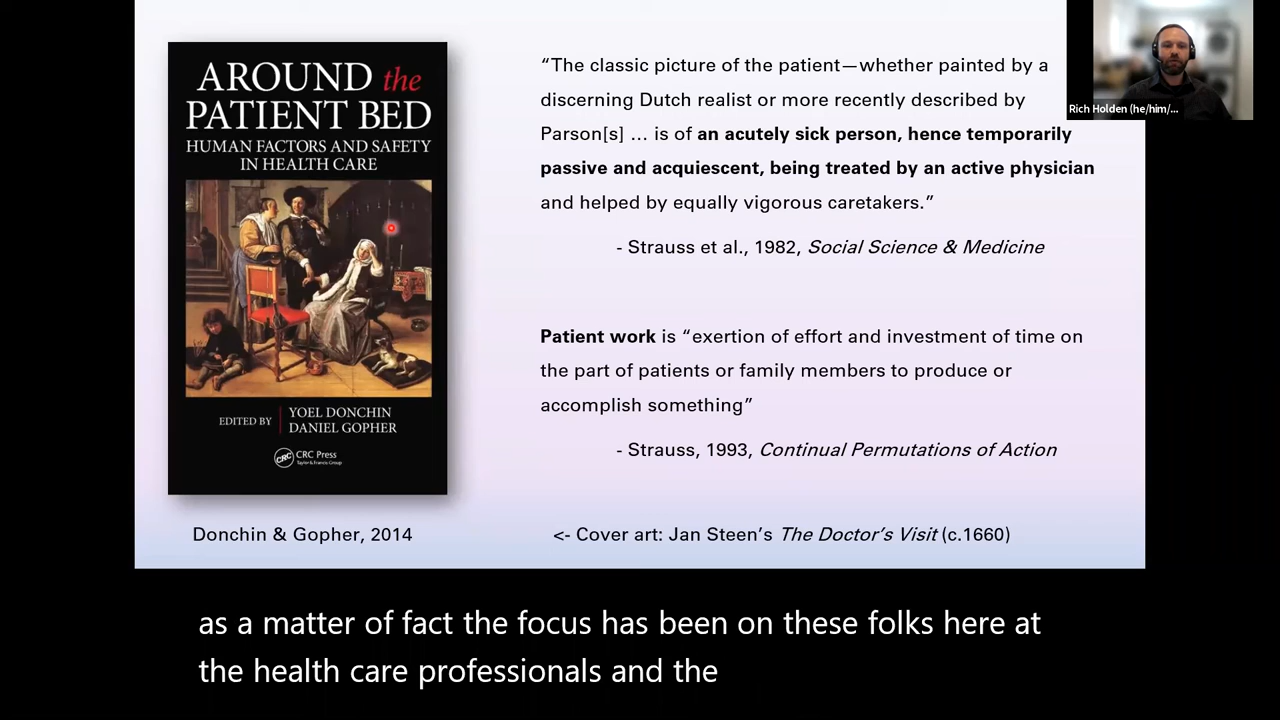 AROUND the
PATIENT BED
HUMAN FACTORS AND SAFETY
IN HEALTH CARE
EDITED BY
YOEL DONCHIN
DANIEL GOPHER
CRC
CRC Press
Taylor & Francis Group
Donchin & Gopher, 2014
“The classic picture of the patient—whether painted by a
discerning Dutch realist or more recently described by
Parson[s] … is of an acutely sick person, hence temporarily
passive and acquiescent, being treated by an active physician
and helped by equally vigorous caretakers.”
- Strauss et al., 1982, Social Science & Medicine
Patient work is “exertion of effort and investment of time on
the part of patients or family members to produce or
accomplish something”
- Strauss, 1993, Continual Permutations of Action
<- Cover art: Jan Steen’s The Doctor’s Visit (c.1660)
Rich Holden (he/him/...
as a matter of fact the focus has been on these folks here at
the health care professionals and the